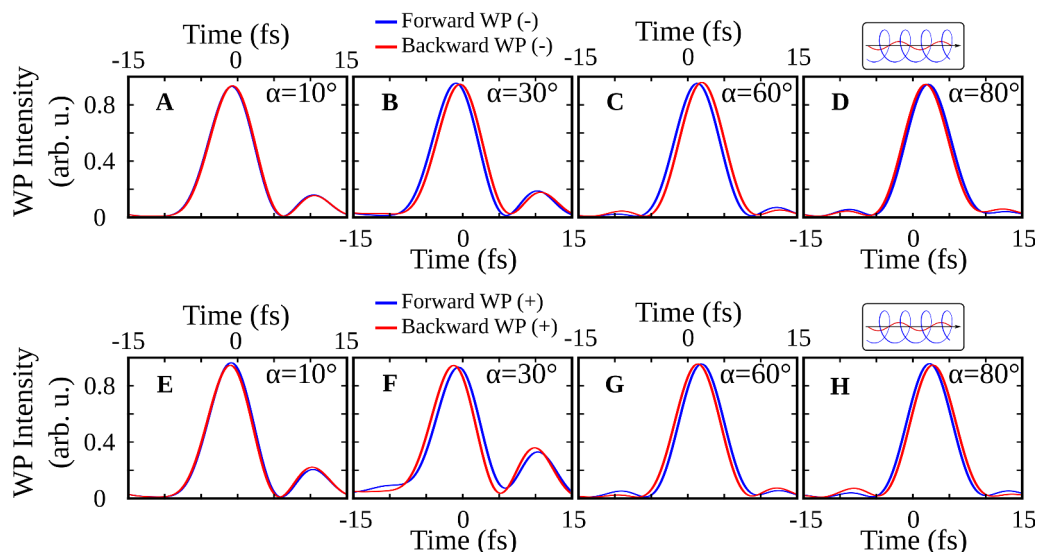 Time (fs)
Forward WP (-)
Backward WP (-)
Time (fs)
-15 0 15 -15 0 15
WP Intensity
(arb. u.)
0.8
0.4
0
A α=10°
B α=30°
C α=60°
D α=80°
-15 0 15 -15 0 15
Time (fs) Time (fs)
Time (fs)
Forward WP (+)
Backward WP (+)
Time (fs)
-15 0 15 -15 0 15
WP Intensity
(arb. u.)
0.8
0.4
0
E α=10°
F α=30°
G α=60°
H α=80°
-15 0 15 -15 0 15
Time (fs) Time (fs)